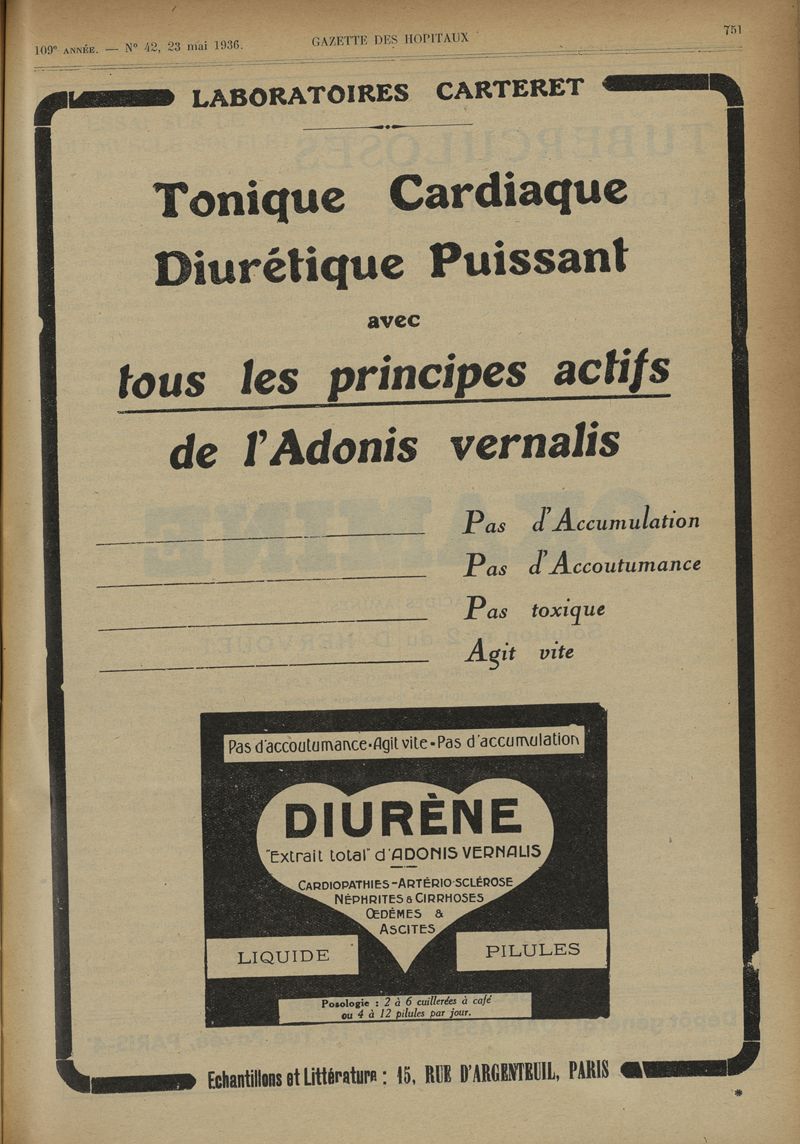 109e ANNÉE. — No 42, 23 mai 1936.
GAZETTE DES HOPITAUX
751
LABORATOIRES CARTERET
Tonique Cardiaque
Diurétique Puissant
avec
tous les principes actifs
de l'Adonis vernalis
Pas d'Accumulation
Pas d'Accoutumance
Pas toxique
Agit vite
Pas d'accoutumance-Agit vite-Pas d'accumulation
DIURÈNE
"Extrait total" d'ADONIS VERNALIS
CARDIOPATHIES-ARTÉRIO-SCLÉROSE
NÉPHRITES & CIRRHOSES
ŒDÈMES &
ASCITES
LIQUIDE
PILULES
Posologie : 2 à 6 cuillerées à café
ou 4 à 12 pilules par jour.
Echantillons et Littérature : 15, RUE D'ARGENTEUIL, PARIS
*